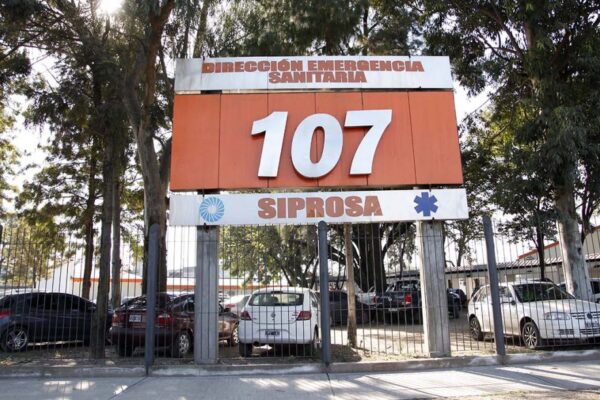 DIRECCIÓN EMERGENCIA
SANITARIA
107
SIPROSA